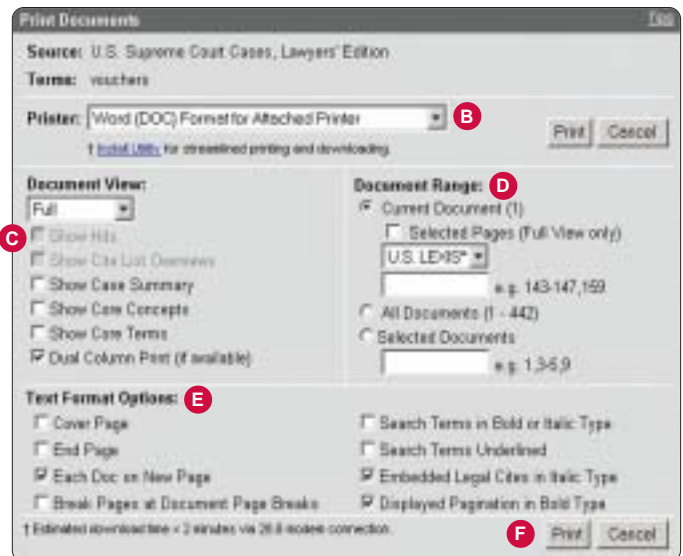 Print Documents Tips
Source: U.S. Supreme Court Cases, Lawyers' Edition
Terms: vouchers
Printer: Word (DOC) Format for Attached Printer B
Print Cancel
† Install Utility for streamlined printing and downloading.
Document View:
Full
C Show Hits
Show Cite List Overviews
Show Case Summary
Show Core Concepts
Show Core Terms
Dual Column Print (if available)
Document Range: D
Current Document (1)
Selected Pages (Full View only)
U.S. LEXIS*
e.g. 143-147,159
All Documents (1 - 442)
Selected Documents
e.g. 1,3-5,9
Text Format Options: E
Cover Page
End Page
Each Doc on New Page
Break Pages at Document Page Breaks
Search Terms in Bold or Italic Type
Search Terms Underlined
Embedded Legal Cites in Italic Type
Displayed Pagination in Bold Type
† Estimated download time < 2 minutes via 28.8 modem connection.
F Print Cancel